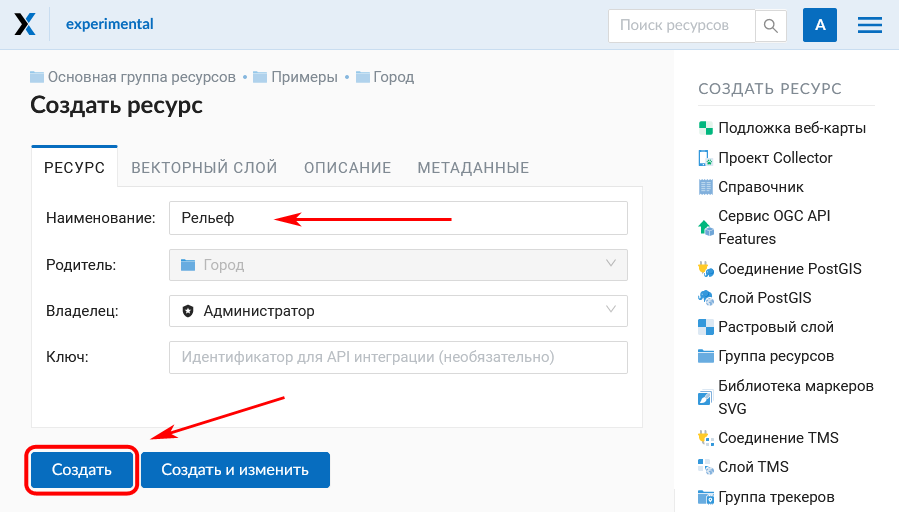 experimental
Поиск ресурсов
A
Основная группа ресурсов • Примеры • Город
Создать ресурс
РЕСУРС ВЕКТОРНЫЙ СЛОЙ ОПИСАНИЕ МЕТАДАННЫЕ
Наименование: Рельеф
Родитель: Город
Владелец: Администратор
Ключ: Идентификатор для API интеграции (необязательно)
Создать Создать и изменить
СОЗДАТЬ РЕСУРС
Подложка веб-карты
Проект Collector
Справочник
Сервис OGC API
Features
Соединение PostGIS
Слой PostGIS
Растровый слой
Группа ресурсов
Библиотека маркеров
SVG
Соединение TMS
Слой TMS
Группа трекеров